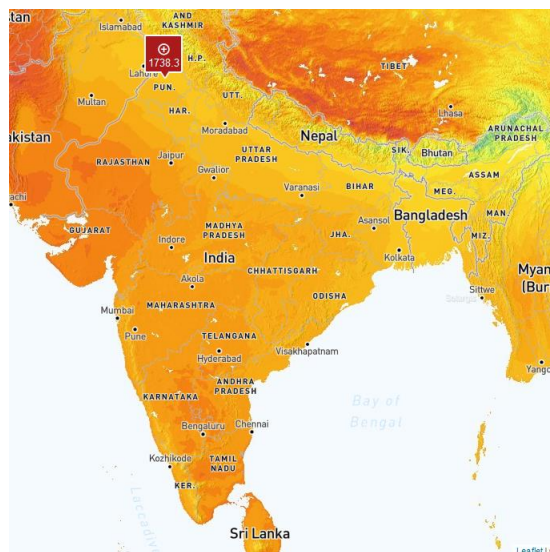 stan
Islamabad
AND
KASHMIR
1738.3
Lahore
H.P.
PUN.
TIBET
Multan
HAR.
UTT.
Lhasa
Moradabad
ARUNACHAL
PRADESH
akistan
Nepal
SIK.
Bhutan
RAJASTHAN
Jaipur
UTTAR
PRADESH
ASSAM
Gwalior
Varanasi
BIHAR
MEG.
achi
GUJARAT
MADHYA
PRADESH
JHA.
Asansol
Bangladesh
MAN.
MIZ.
Indore
India
Kolkata
CHHATTISGARH
Myan
(Bur
Akola
ODISHA
Sittwe
MAHARASHTRA
Mumbai
Pune
TELANGANA
Hyderabad
Visakhapatnam
Yango
ANDHRA
PRADESH
KARNATAKA
Bay of
Bengal
Bengaluru
Chennai
Kozhikode
TAMIL
NADU
KER.
Laccadive
Sri Lanka
Leaflet